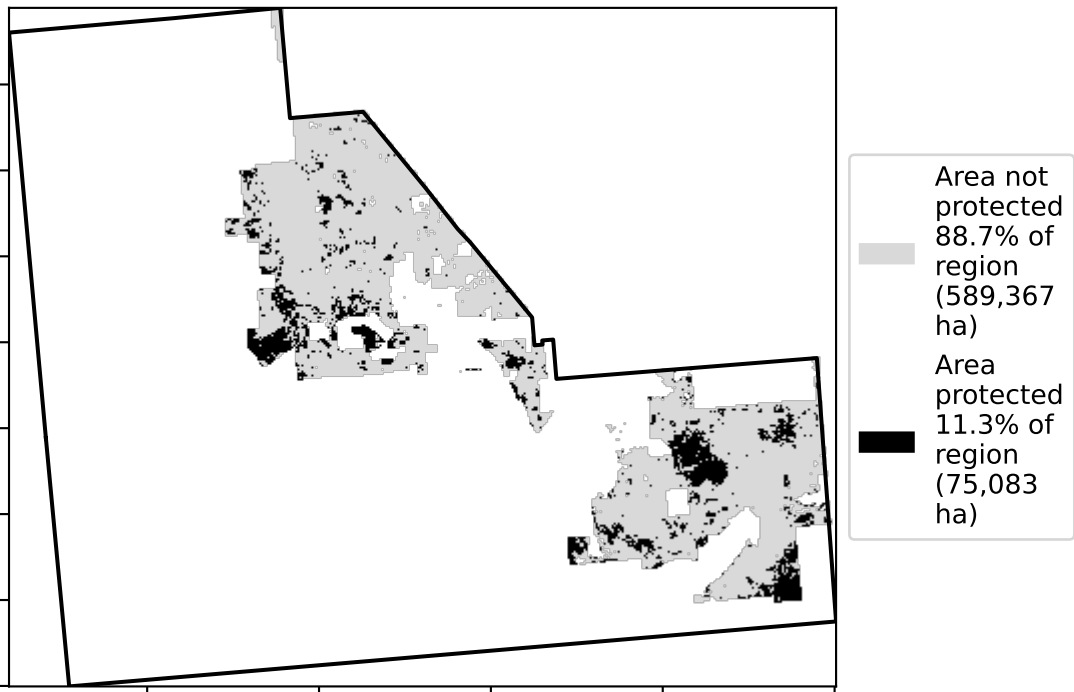 Area not
protected
88.7% of
region
(589,367
ha)
Area
protected
11.3% of
region
(75,083
ha)